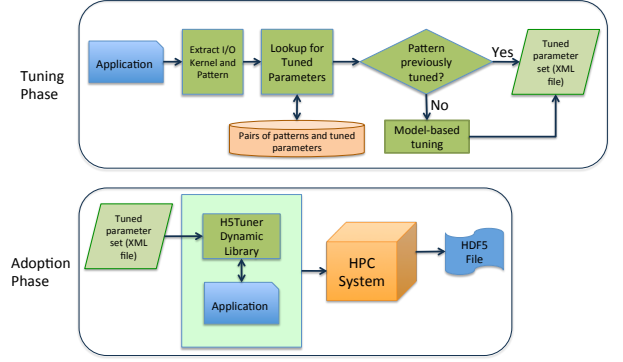 Tuning
Phase
Application
Extract I/O
Kernel and
Pattern
Lookup for
Tuned
Parameters
Pattern
previously
tuned?
Yes
Tuned
parameter
set (XML
file)
No
Pairs of patterns and tuned
parameters
Model-based
tuning
Adoption
Phase
Tuned
parameter
set (XML
file)
H5Tuner
Dynamic
Library
Application
HPC
System
HDF5
File